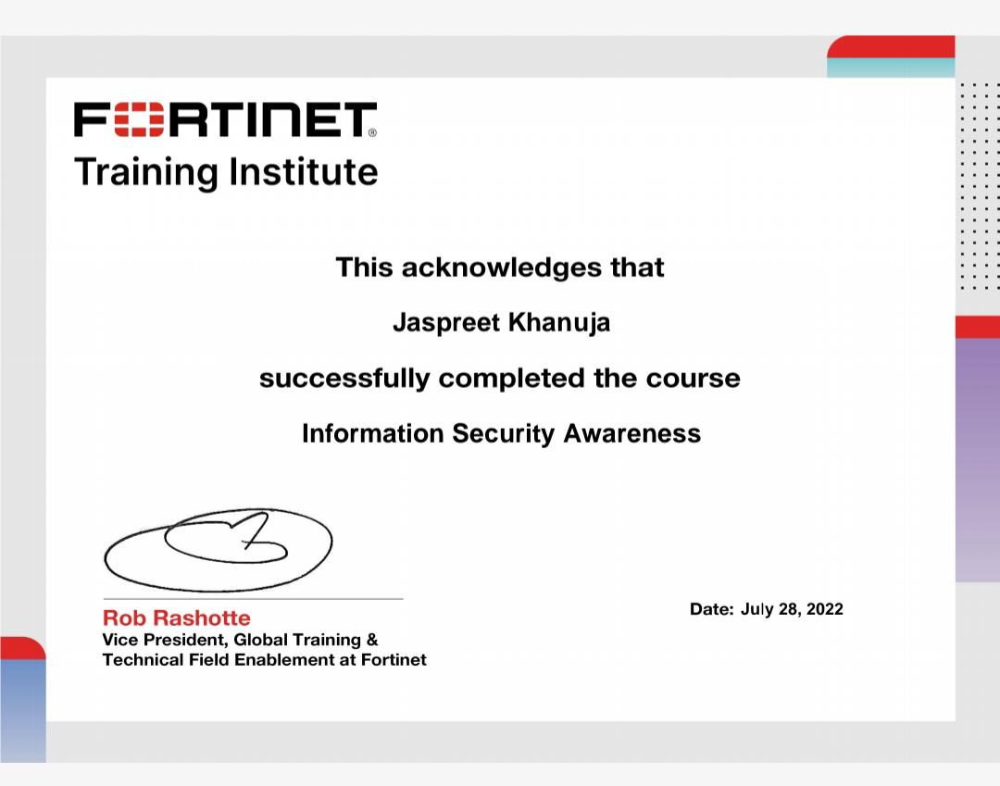 FORTINET®
Training Institute
This acknowledges that
Jaspreet Khanuja
successfully completed the course
Information Security Awareness
Rob Rashotte
Vice President, Global Training &
Technical Field Enablement at Fortinet
Date: July 28, 2022